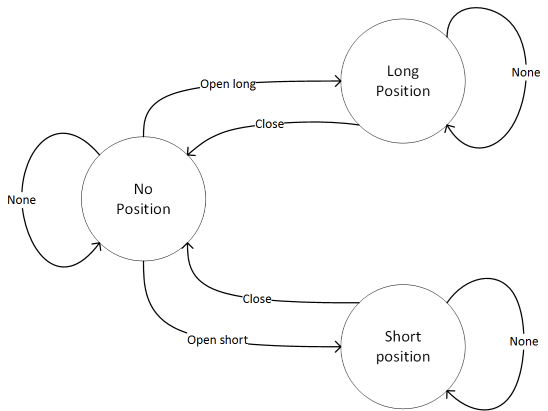 Long
Position
None
Open long
Close
No
Position
None
Close
Open short
Short
position
None